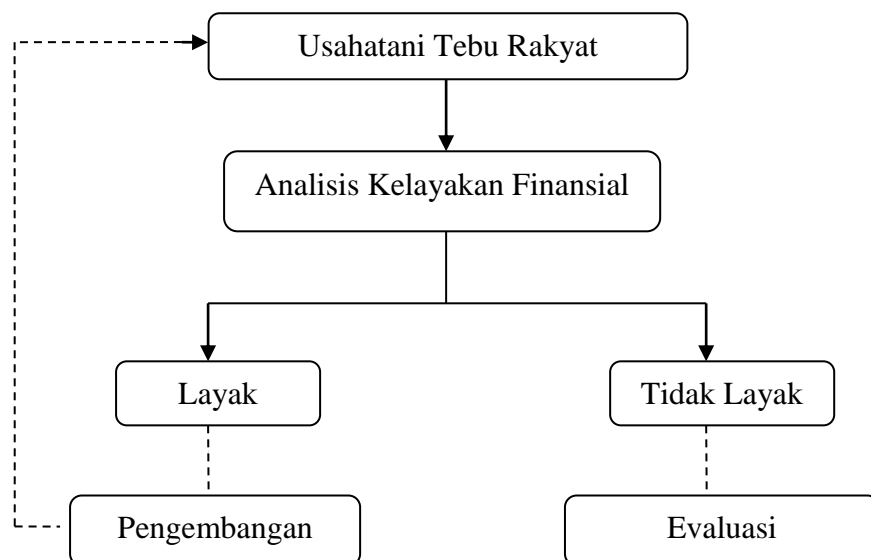 Usahatani Tebu Rakyat
Analisis Kelayakan Finansial
Layak
Tidak Layak
Pengembangan
Evaluasi